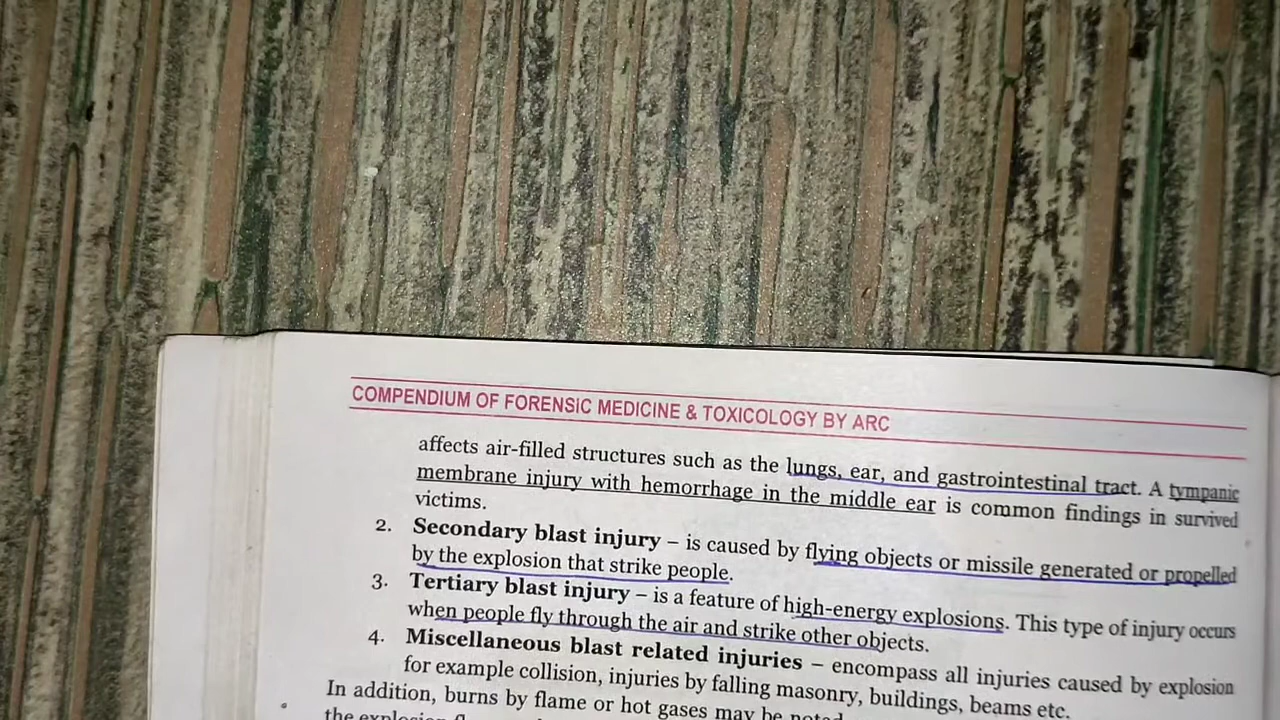 COMPENDIUM OF FORENSIC MEDICINE & TOXICOLOGY BY ARC
affects air-filled structures such as the lungs, ear, and gastrointestinal tract. A tympanic
membrane injury with hemorrhage in the middle ear is common findings in survived
victims.
2. Secondary blast injury – is caused by flying objects or missile generated or propelled
by the explosion that strike people.
3. Tertiary blast injury – is a feature of high-energy explosions. This type of injury occurs
when people fly through the air and strike other objects.
4. Miscellaneous blast related injuries – encompass all injuries caused by explosion
for example collision, injuries by falling masonry, buildings, beams etc.
In addition, burns by flame or hot gases may be noted
the